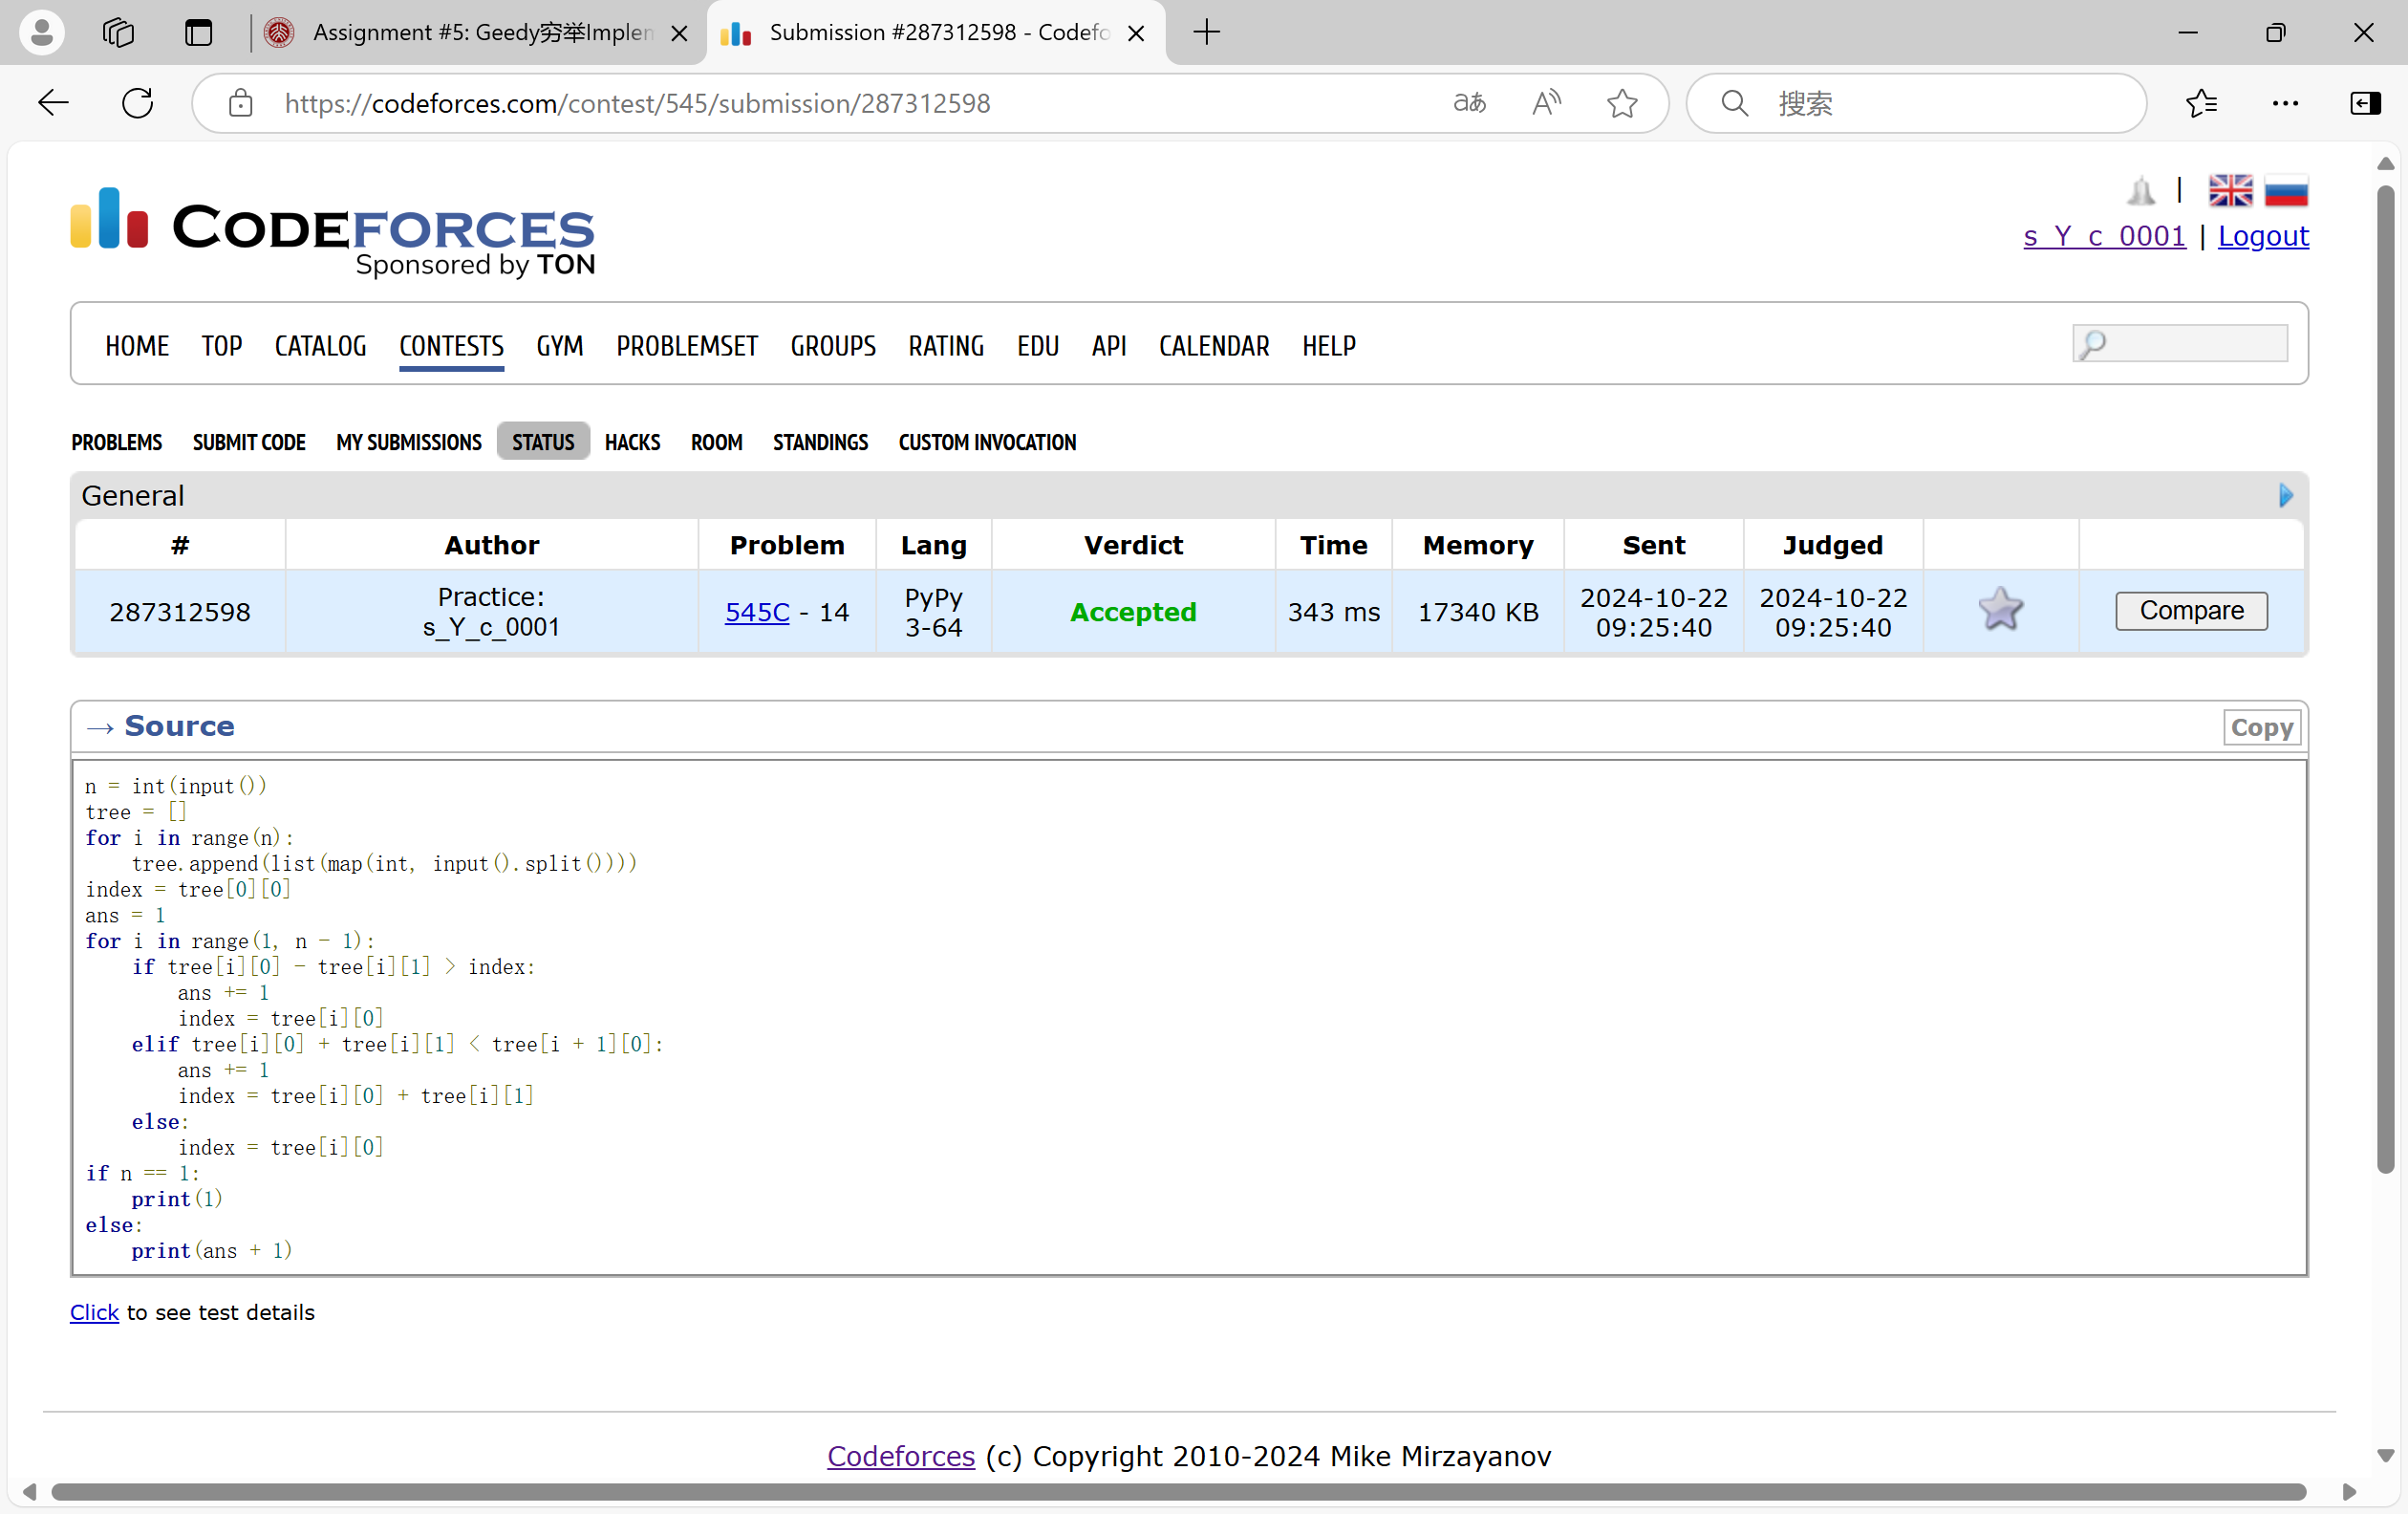 Assignment #5: Geedy穷举Implen
Submission #287312598 - Codefo
https://codeforces.com/contest/545/submission/287312598
aあ
A
搜索
CODEFORCES
Sponsored by TON
|
s_Y_c_0001 | Logout
HOME TOP CATALOG CONTESTS GYM PROBLEMSET GROUPS RATING EDU API CALENDAR HELP
PROBLEMS SUBMIT CODE MY SUBMISSIONS STATUS HACKS ROOM STANDINGS CUSTOM INVOCATION
General
# Author Problem Lang Verdict Time Memory Sent Judged
287312598 Practice: s_Y_c_0001 545C - 14 PyPy 3-64 Accepted 343 ms 17340 KB 2024-10-22 09:25:40 2024-10-22 09:25:40 Compare
→ Source
Copy
n = int(input())
tree = []
for i in range(n):
    tree.append(list(map(int, input().split())))
index = tree[0][0]
ans = 1
for i in range(1, n - 1):
    if tree[i][0] - tree[i][1] > index:
        ans += 1
        index = tree[i][0]
    elif tree[i][0] + tree[i][1] < tree[i + 1][0]:
        ans += 1
        index = tree[i][0] + tree[i][1]
    else:
        index = tree[i][0]
if n == 1:
    print(1)
else:
    print(ans + 1)
Click to see test details
Codeforces (c) Copyright 2010-2024 Mike Mirzayanov